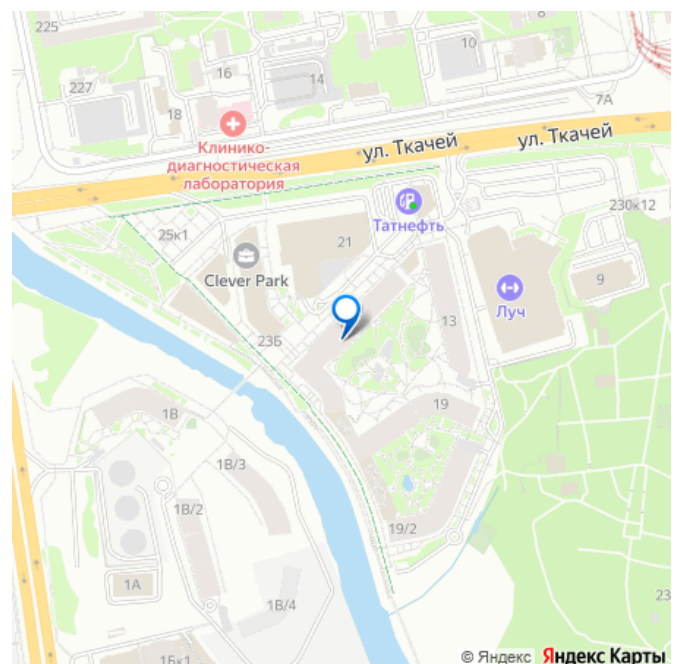 225
8
10
16
227
14
18
7А
Клинико-
диагностическая
лаборатория
ул. Ткачей
ул. Ткачей
Татнефть
230к12
25к1
21
Clever Park
9
Луч
13
23Б
1В
19
1В/3
1В/2
19/2
1А
1В/4
23
1Бк1
© Яндекс Яндекс Карты